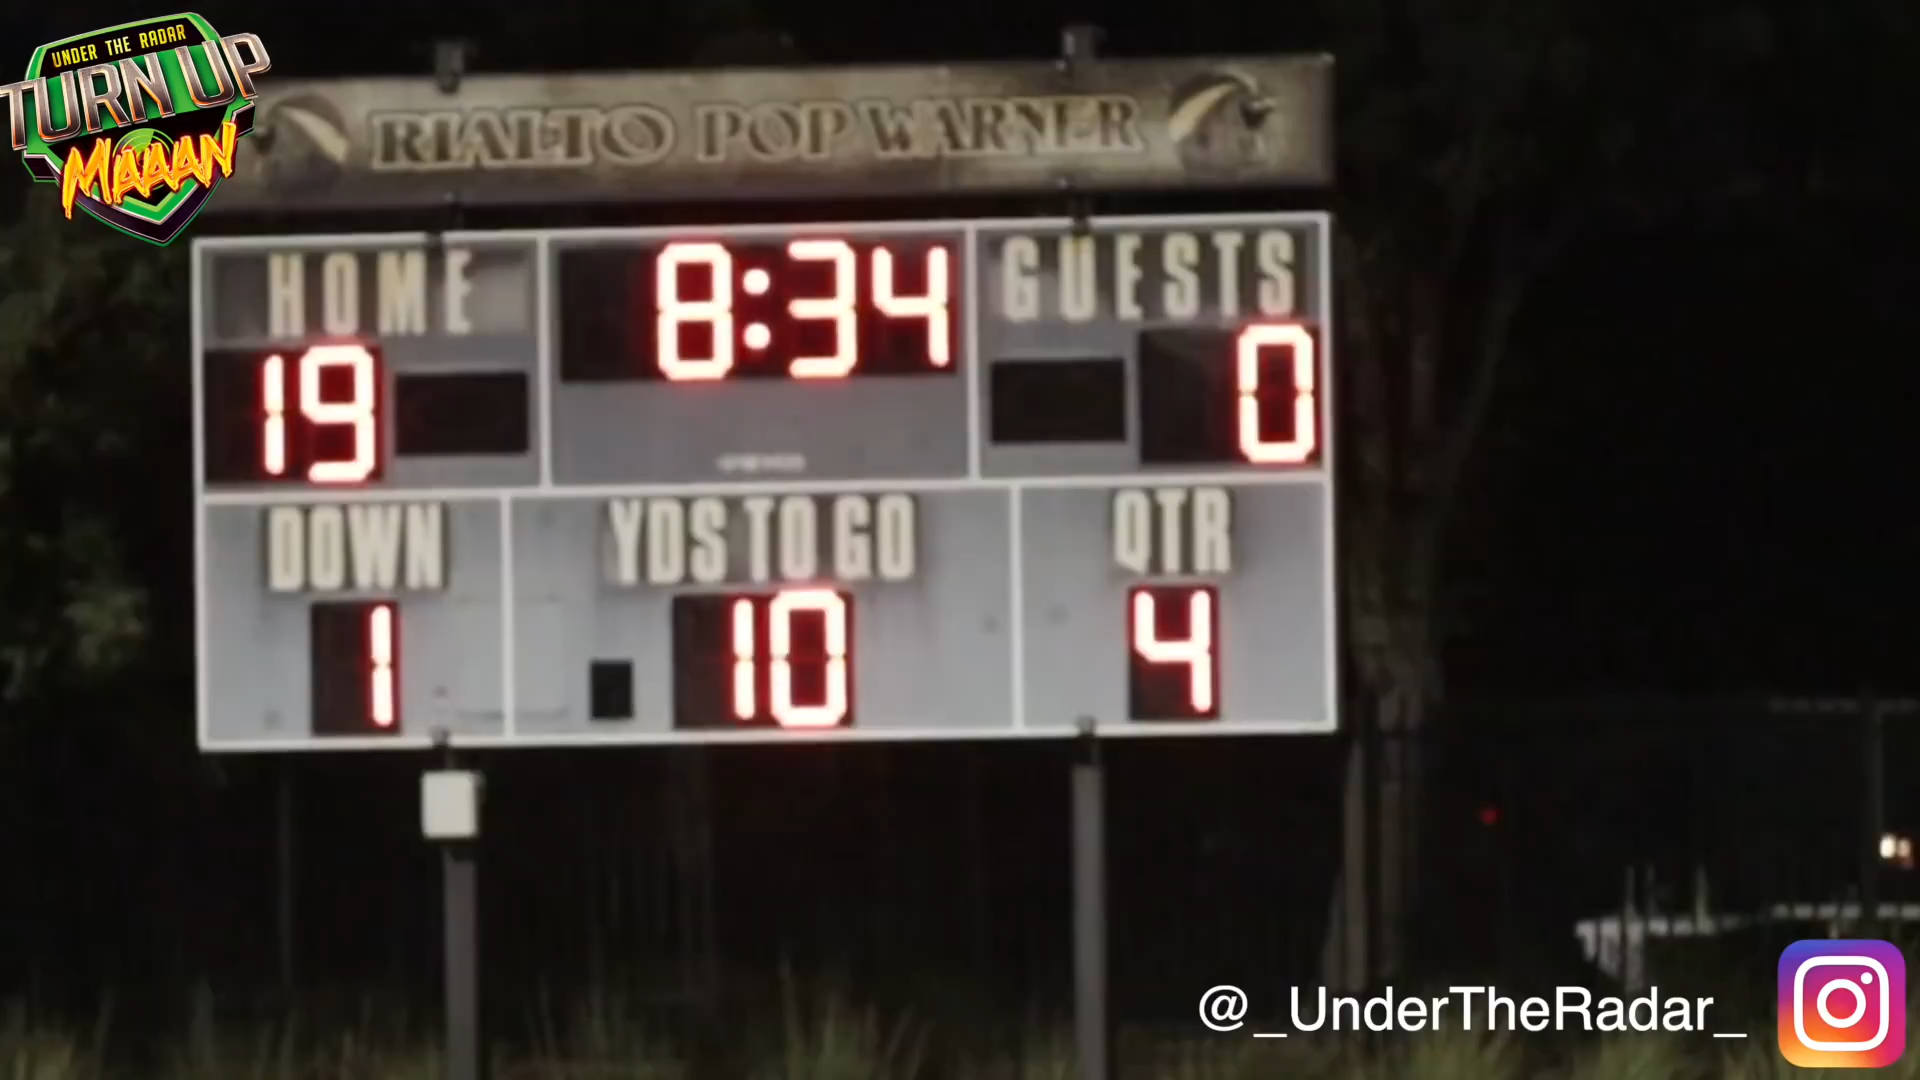 UNDER THE RADAR
TURN UP
MAAAN
RIALTO POP WARNER
HOME 8:34 GUESTS
19 0
DOWN YDS TO GO QTR
1 10 4
@_UnderTheRadar_